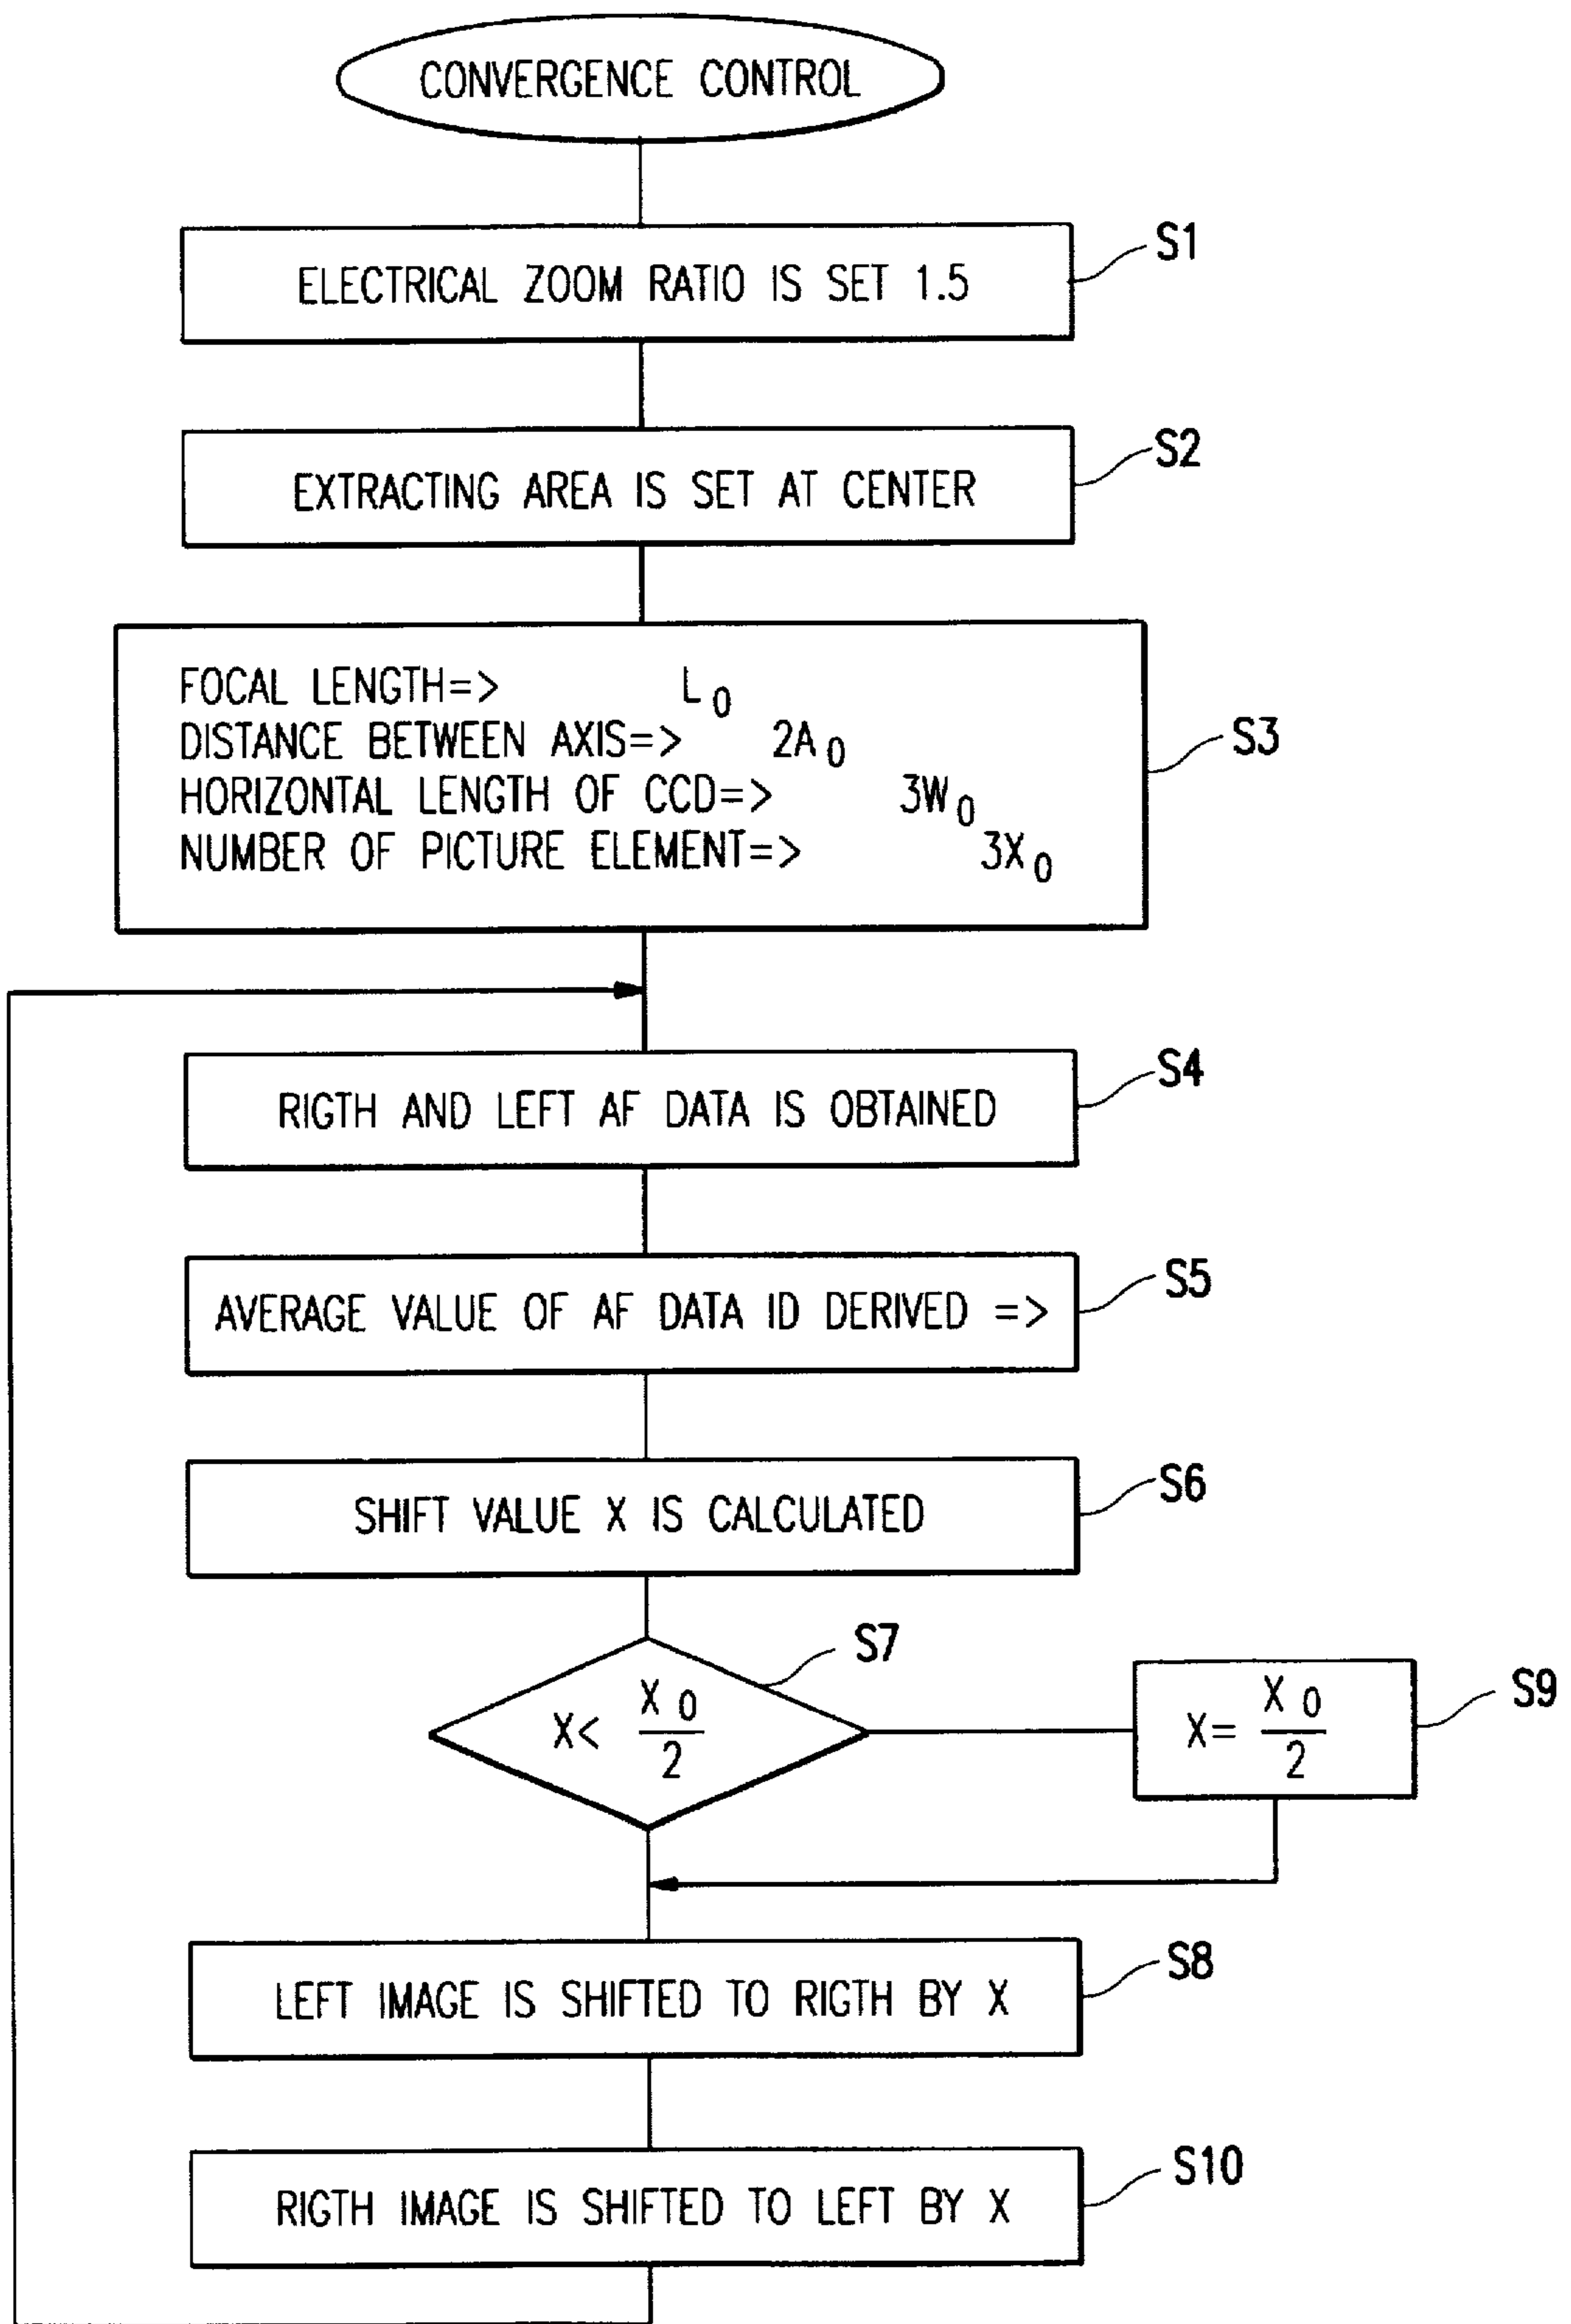 CONVERGENCE CONTROL
S1
ELECTRICAL ZOOM RATIO IS SET 1.5
S2
EXTRACTING AREA IS SET AT CENTER
S3
FOCAL LENGTH=> L0
DISTANCE BETWEEN AXIS=> 2A0
HORIZONTAL LENGTH OF CCD=> 3W0
NUMBER OF PICTURE ELEMENT=> 3X0
S4
RIGTH AND LEFT AF DATA IS OBTAINED
S5
AVERAGE VALUE OF AF DATA ID DERIVED =>
S6
SHIFT VALUE X IS CALCULATED
S7
X< X0/2
S9
X= X0/2
S8
LEFT IMAGE IS SHIFTED TO RIGTH BY X
S10
RIGTH IMAGE IS SHIFTED TO LEFT BY X